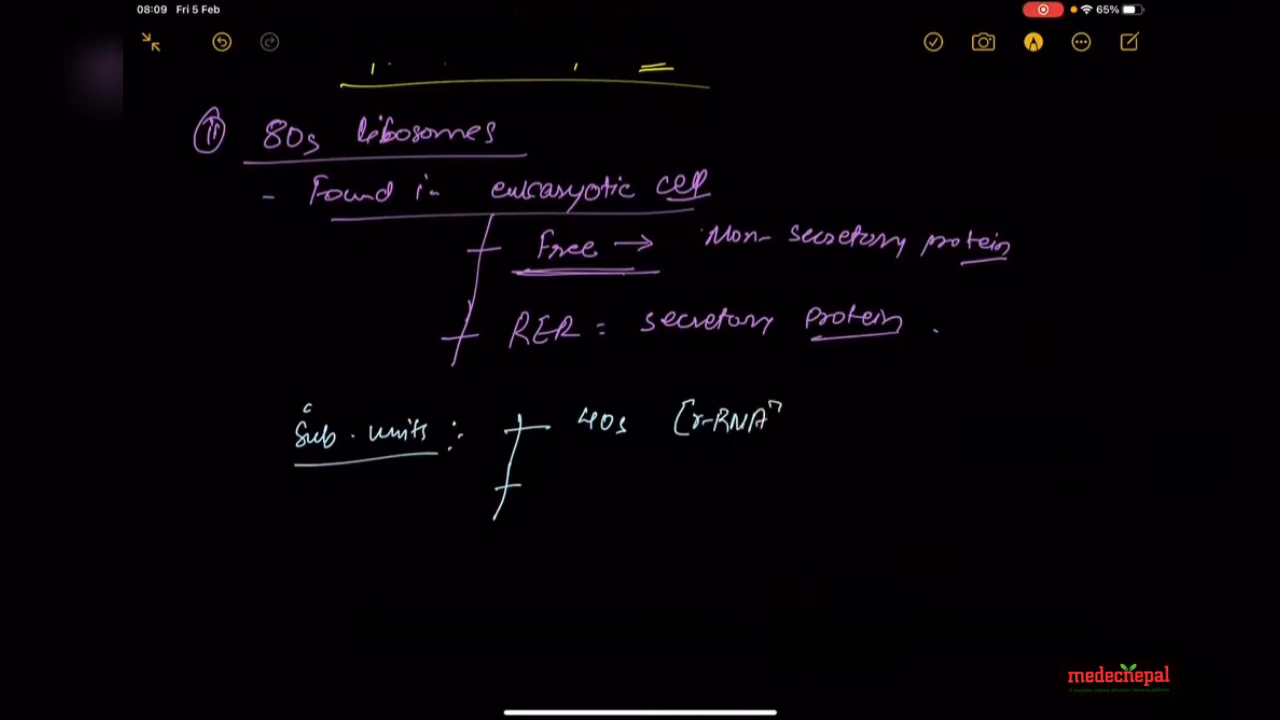 08:09 Fri 5 Feb 65%
II 80s ribosomes
- Found in eukaryotic cell
Free → Non-secretory protein
RER = secretory protein .
Sub-units : 40s [r-RNA]
medecnepal